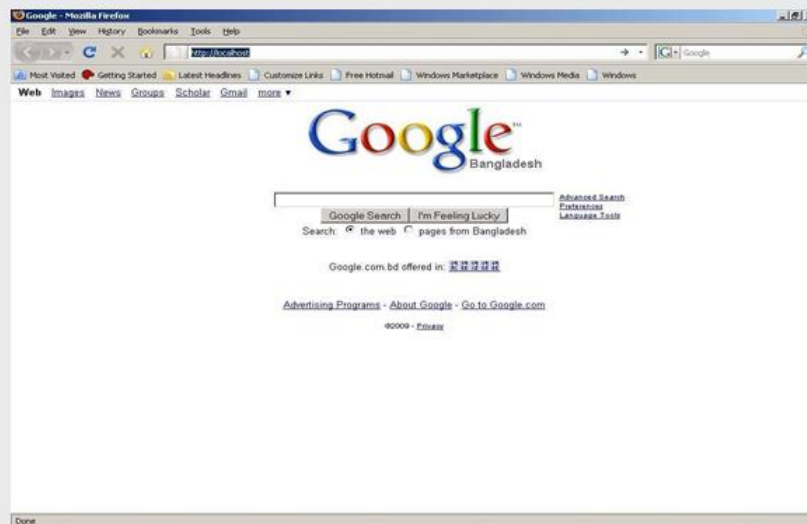 Google - Mozilla Firefox
File Edit View History Bookmarks Tools Help
http://localhost
Google
Most Visited Getting Started Latest Headlines Customize Links Free Hotmail Windows Marketplace Windows Media Windows
Web Images News Groups Scholar Gmail more ▼
Google™
Bangladesh
Advanced Search
Preferences
Language Tools
Google Search I'm Feeling Lucky
Search: the web pages from Bangladesh
Google.com.bd offered in:
Advertising Programs - About Google - Go to Google.com
©2009 - Privacy
Done